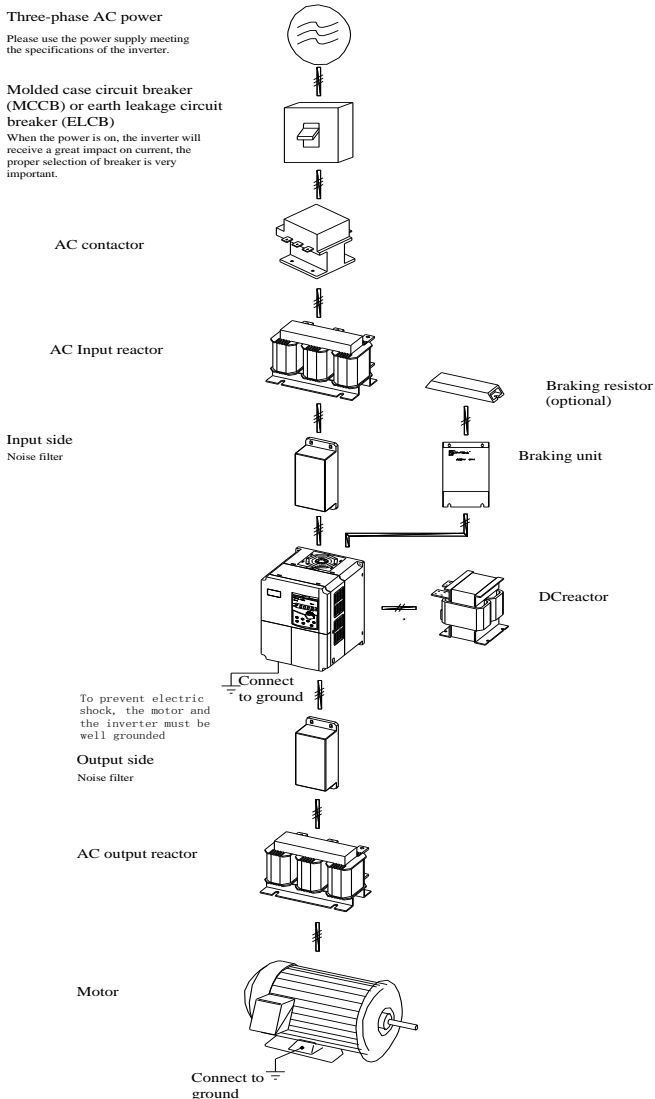 Three-phase AC power
Please use the power supply meeting
the specifications of the inverter.
Molded case circuit breaker
(MCCB) or earth leakage circuit
breaker (ELCB)
When the power is on, the inverter will
receive a great impact on current, the
proper selection of breaker is very
important.
AC contactor
AC Input reactor
Braking resistor
(optional)
Input side
Noise filter
Braking unit
DCreactor
Connect
to ground
To prevent electric
shock, the motor and
the inverter must be
well grounded
Output side
Noise filter
AC output reactor
Motor
Connect to
ground